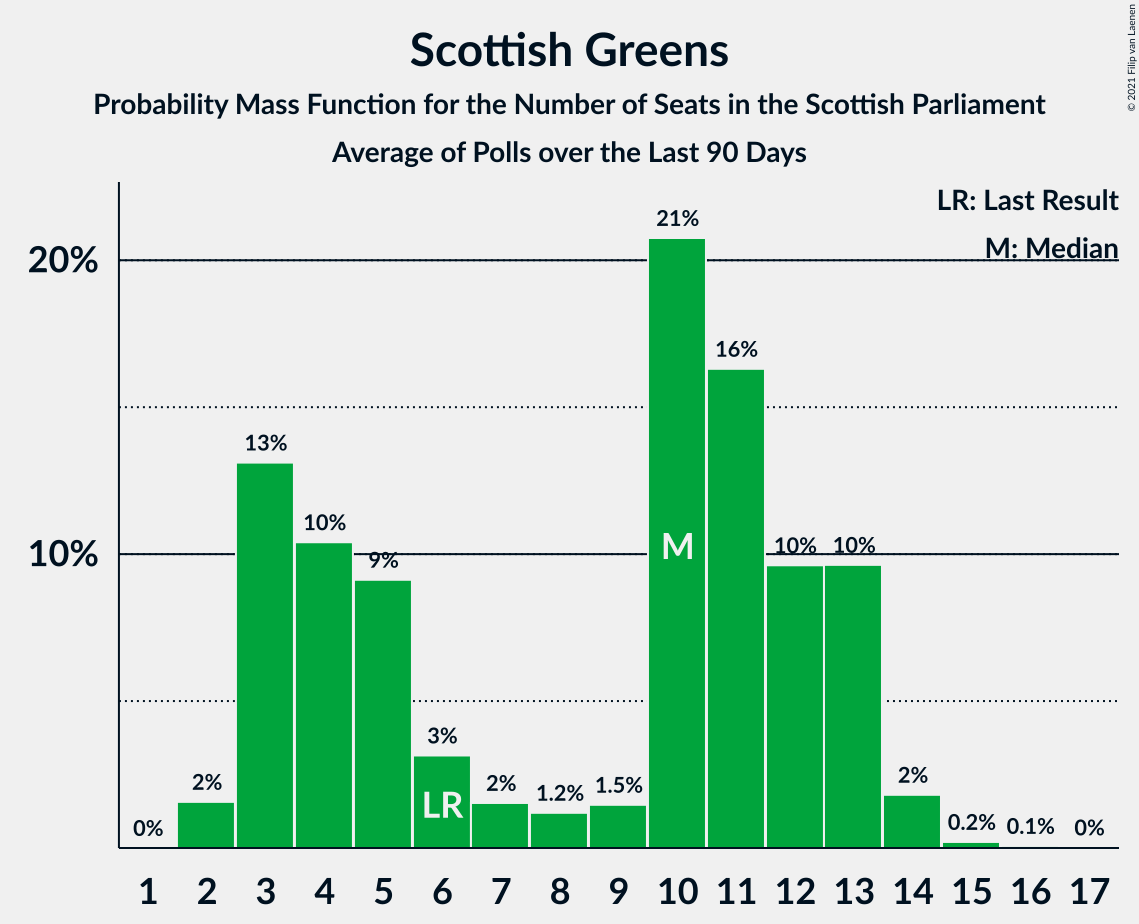 Scottish Greens
Probability Mass Function for the Number of Seats in the Scottish Parliament
Average of Polls over the Last 90 Days
© 2021 Filip van Laenen
LR: Last Result
M: Median
20%
10%
0%
2%
13%
10%
9%
3%
2%
1.2%
1.5%
21%
16%
10%
10%
2%
0.2%
0.1%
0%
LR
M
1 2 3 4 5 6 7 8 9 10 11 12 13 14 15 16 17